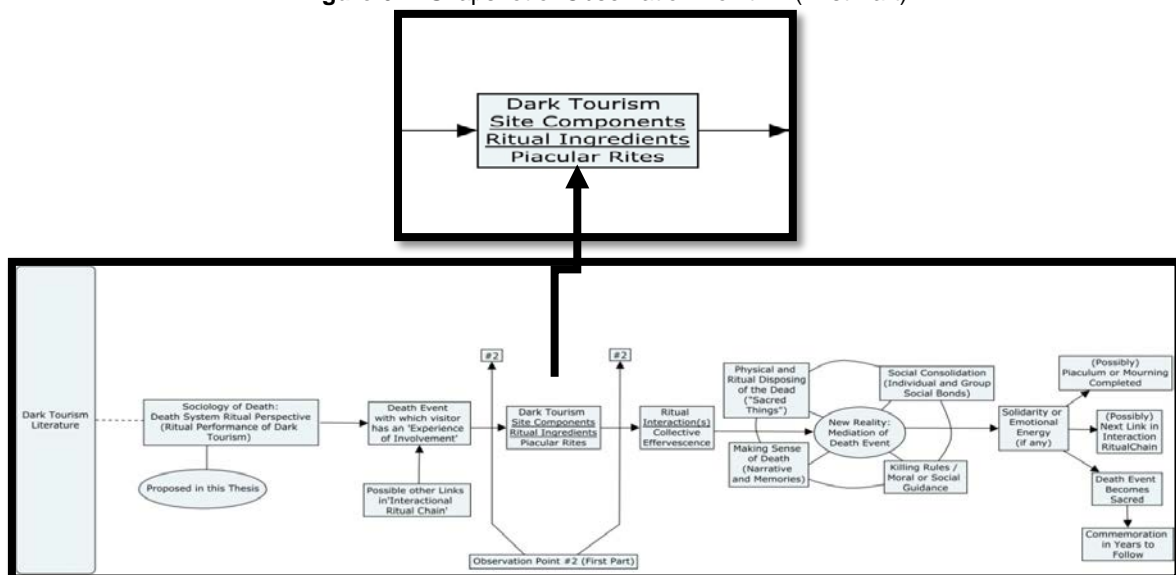 Dark Tourism
Site Components
Ritual Ingredients
Piacular Rites
Dark Tourism
Literature
Sociology of Death:
Death System Ritual Perspective
(Ritual Performance of Dark
Tourism)
Proposed in this Thesis
Death Event
with which visitor
has an 'Experience
of Involvement'
Possible other Links
in'Interactional
Ritual Chain'
#2
Dark Tourism
Site Components
Ritual Ingredients
Piacular Rites
#2
Observation Point #2 (First Part)
Ritual
Interaction(s)
Collective
Effervescence
Physical and
Ritual Disposing
of the Dead
("Sacred
Things")
Making Sense
of Death
(Narrative
and Memories)
New Reality:
Mediation of
Death Event
Social Consolidation
(Individual and Group
Social Bonds)
Killing Rules /
Moral or Social
Guidance
Solidarity or
Emotional
Energy
(if any)
(Possibly)
Piaculum or Mourning
Completed
(Possibly)
Next Link in
Interaction
RitualChain
Death Event
Becomes
Sacred
Commemoration
in Years to
Follow